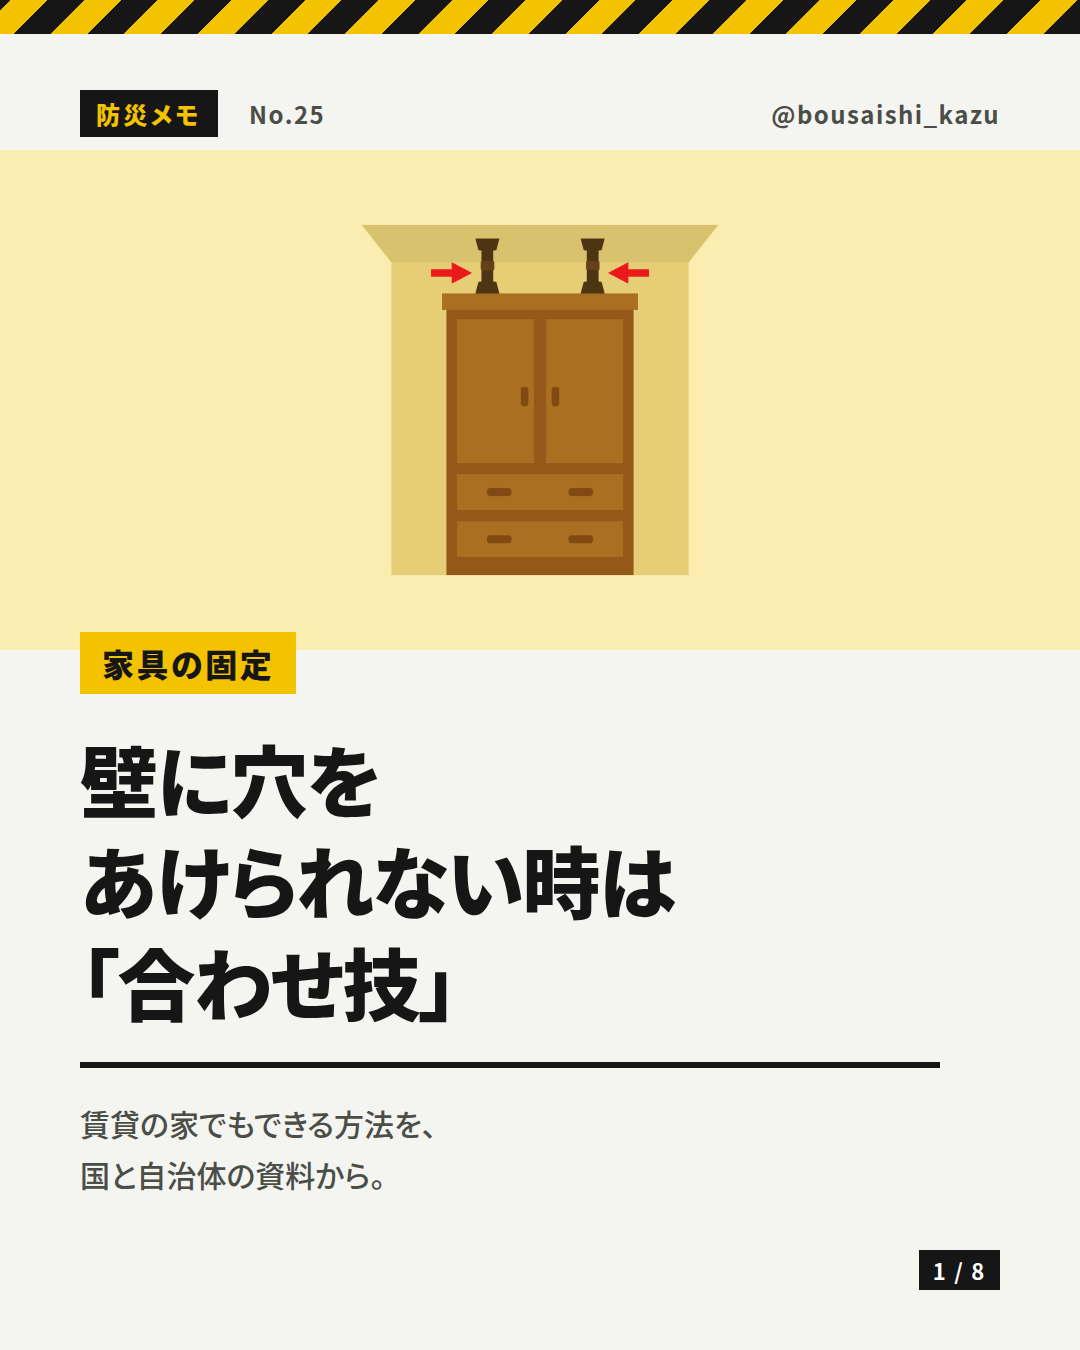 防災メモ No.25 @bousaishi_kazu
家具の固定
壁に穴を
あけられない時は
「合わせ技」
賃貸の家でもできる方法を、
国と自治体の資料から。
1 / 8